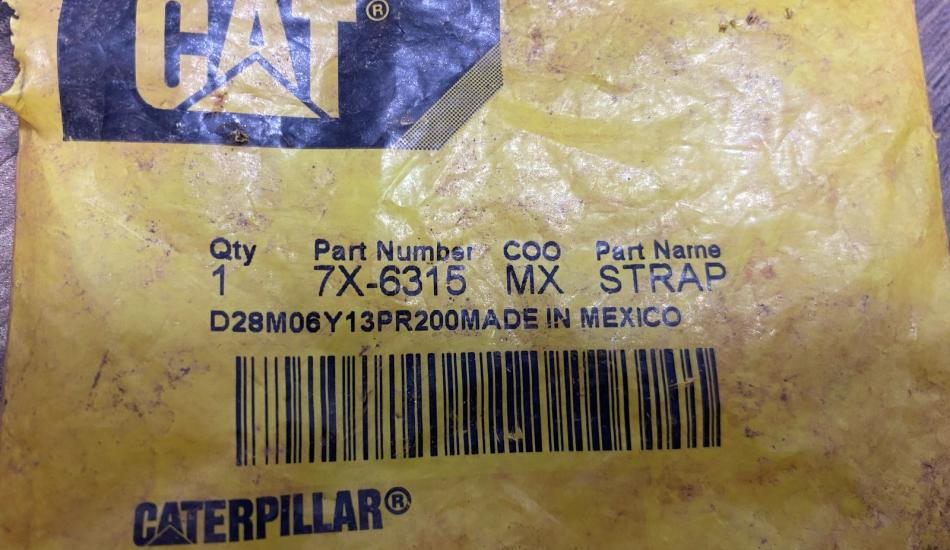 CAT®
Qty Part Number COO Part Name
1 7X-6315 MX STRAP
D28M06Y13PR200MADE IN MEXICO
CATERPILLAR®